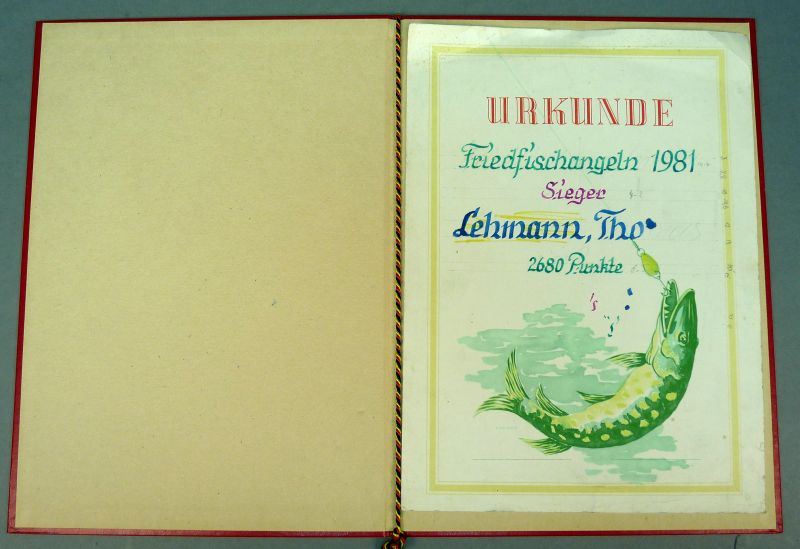 URKUNDE
Friedfischangeln 1981
Sieger
Lehmann, Tho
2680 Punkte